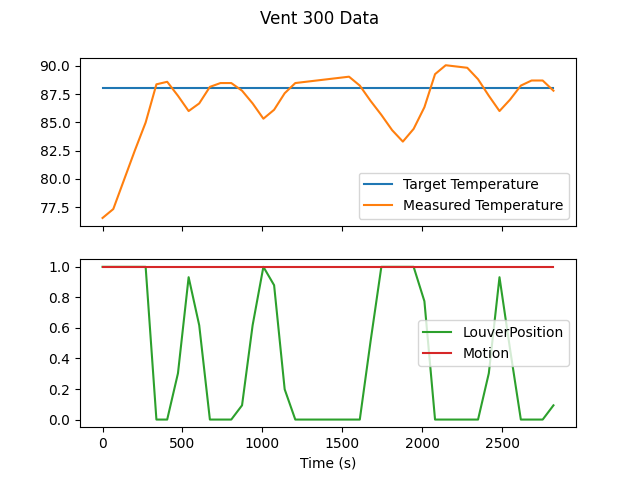 Vent 300 Data
90.0
87.5
85.0
82.5
80.0
77.5
Target Temperature
Measured Temperature
1.0
0.8
0.6
0.4
0.2
0.0
LouverPosition
Motion
0 500 1000 1500 2000 2500
Time (s)